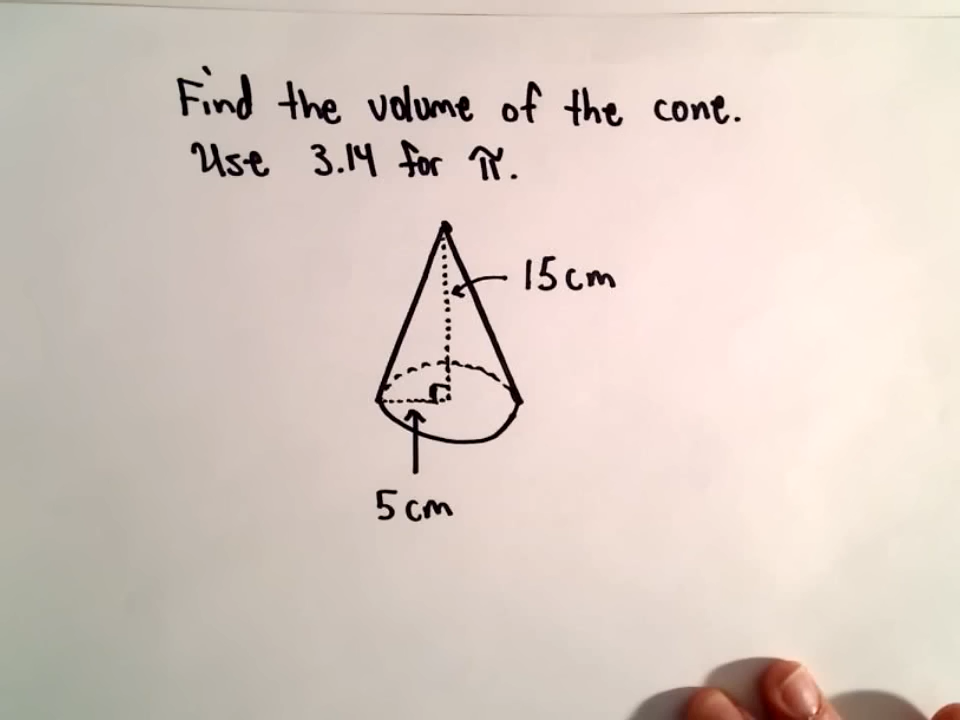 Find the volume of the cone.
Use 3.14 for π.
15cm
5cm